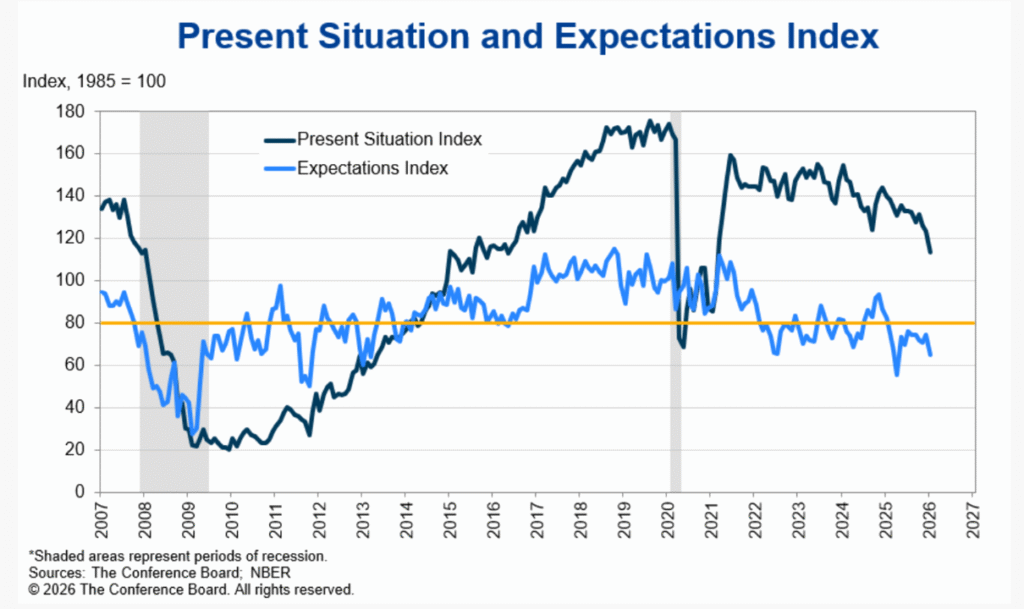 Present Situation and Expectations Index
Index, 1985 = 100
180
160
140
120
100
80
60
40
20
0
Present Situation Index
Expectations Index
2007 2008 2009 2010 2011 2012 2013 2014 2015 2016 2017 2018 2019 2020 2021 2022 2023 2024 2025 2026 2027
*Shaded areas represent periods of recession.
Sources: The Conference Board; NBER
© 2026 The Conference Board. All rights reserved.